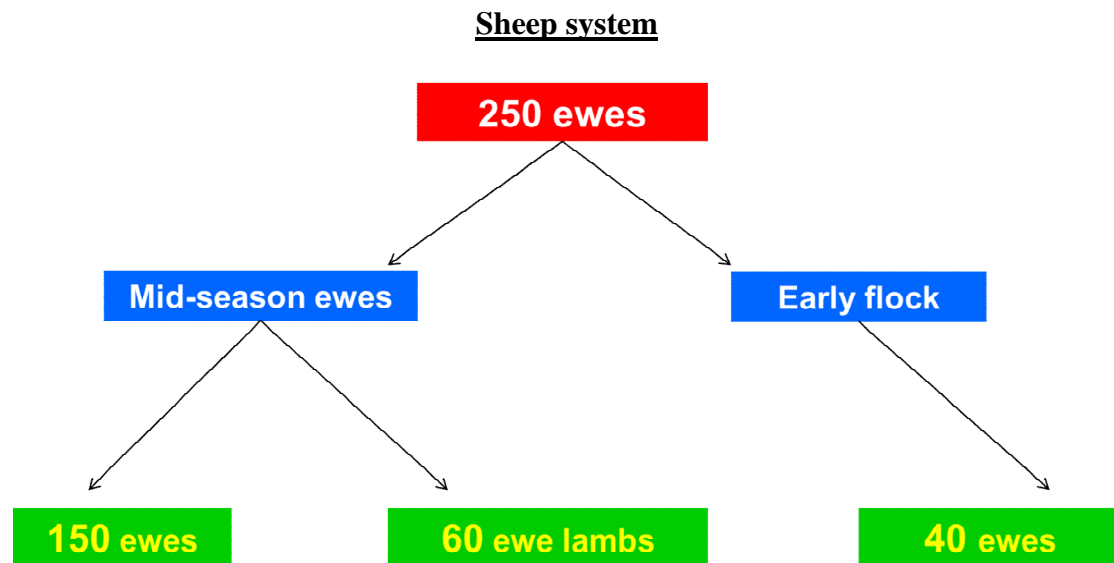 Sheep system
250 ewes
Mid-season ewes
Early flock
150 ewes
60 ewe lambs
40 ewes